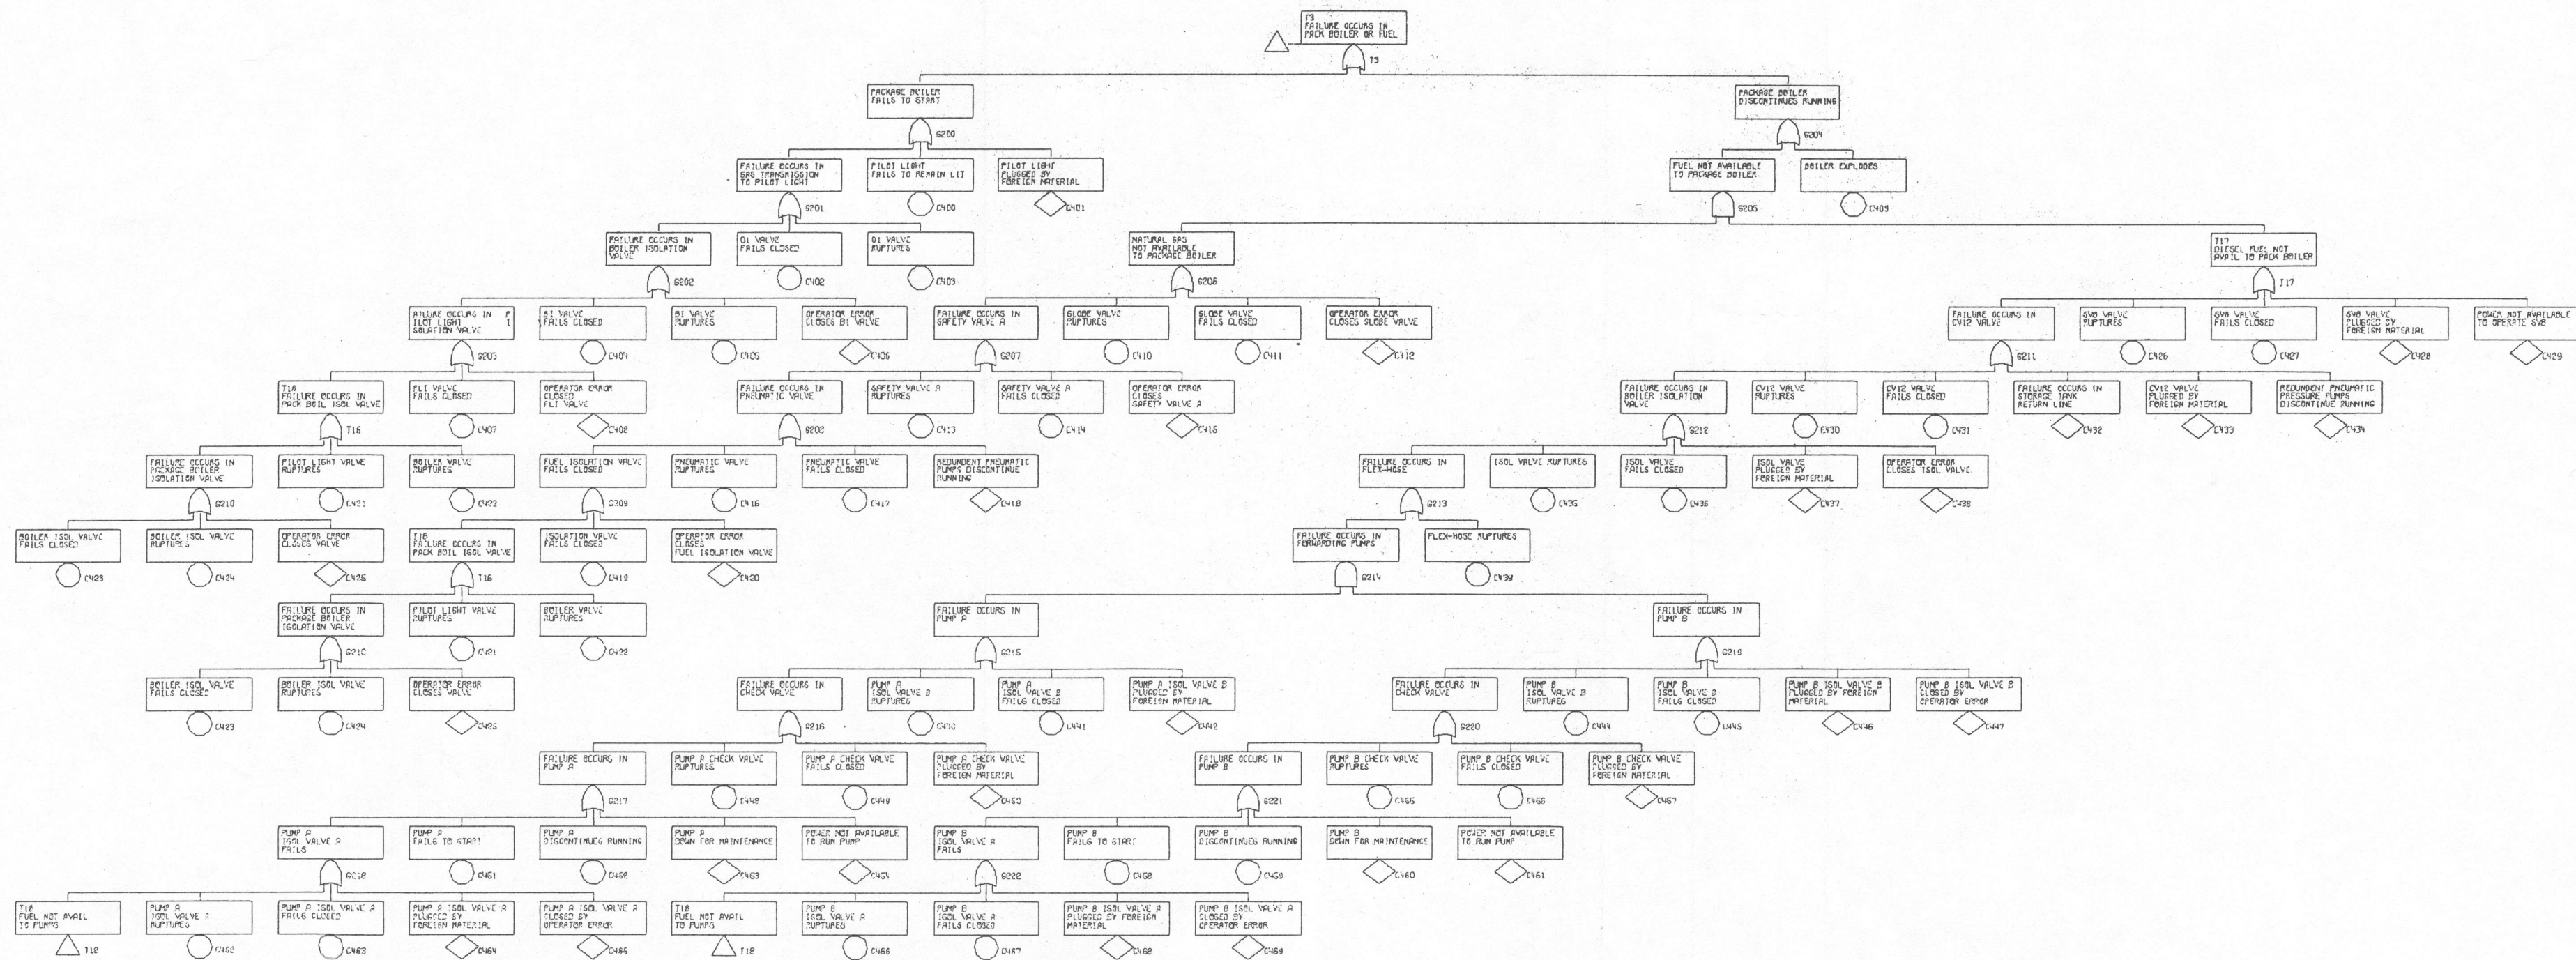 T3
FAILURE OCCURS IN
PACK BOILER OR FUEL
T3
PACKAGE BOILER
FAILS TO START
PACKAGE BOILER
DISCONTINUES RUNNING
G200
G204
FAILURE OCCURS IN
GAS TRANSMISSION
TO PILOT LIGHT
PILOT LIGHT
FAILS TO REMAIN LIT
PILOT LIGHT
PLUGGED BY
FOREIGN MATERIAL
FUEL NOT AVAILABLE
TO PACKAGE BOILER
BOILER EXPLODES
G201
C400
C401
G205
C409
FAILURE OCCURS IN
BOILER ISOLATION
VALVE
O1 VALVE
FAILS CLOSED
O1 VALVE
RUPTURES
NATURAL GAS
NOT AVAILABLE
TO PACKAGE BOILER
T17
DIESEL FUEL NOT
AVAIL TO PACK BOILER
G202
C402
C403
G206
T17
AILURE OCCURS IN F
ILOT LIGHT I
SOLATION VALVE
BI VALVE
FAILS CLOSED
BI VALVE
RUPTURES
OPERATOR ERROR
CLOSES BI VALVE
FAILURE OCCURS IN
SAFETY VALVE A
GLOBE VALVE
RUPTURES
GLOBE VALVE
FAILS CLOSED
OPERATOR ERROR
CLOSES GLOBE VALVE
FAILURE OCCURS IN
CV12 VALVE
SV8 VALVE
RUPTURES
SV8 VALVE
FAILS CLOSED
SV8 VALVE
PLUGGED BY
FOREIGN MATERIAL
POWER NOT AVAILABLE
TO OPERATE SV8
G203
C404
C405
C406
G207
C410
C411
C412
G211
C426
C427
C428
C429
T16
FAILURE OCCURS IN
PACK BOIL ISOL VALVE
PLT VALVE
FAILS CLOSED
OPERATOR ERROR
CLOSED
PLT VALVE
FAILURE OCCURS IN
PNEUMATIC VALVE
SAFETY VALVE A
RUPTURES
SAFETY VALVE A
FAILS CLOSED
OPERATOR ERROR
CLOSES
SAFETY VALVE A
FAILURE OCCURS IN
BOILER ISOLATION
VALVE
CV12 VALVE
RUPTURES
CV12 VALVE
FAILS CLOSED
FAILURE OCCURS IN
STORAGE TANK
RETURN LINE
CV12 VALVE
PLUGGED BY
FOREIGN MATERIAL
REDUNDENT PNEUMATIC
PRESSURE PUMPS
DISCONTINUE RUNNING
T16
C407
C408
G208
C413
C414
C415
G212
C430
C431
C432
C433
C434
FAILURE OCCURS IN
PACKAGE BOILER
ISOLATION VALVE
PILOT LIGHT VALVE
RUPTURES
BOILER VALVE
RUPTURES
FUEL ISOLATION VALVE
FAILS CLOSED
PNEUMATIC VALVE
RUPTURES
PNEUMATIC VALVE
FAILS CLOSED
REDUNDENT PNEUMATIC
PUMPS DISCONTINUE
RUNNING
FAILURE OCCURS IN
FLEX-HOSE
ISOL VALVE RUPTURES
ISOL VALVE
FAILS CLOSED
ISOL VALVE
PLUGGED BY
FOREIGN MATERIAL
OPERATOR ERROR
CLOSES ISOL VALVE
G210
C421
C422
G209
C416
C417
C418
G213
C435
C436
C437
C438
BOILER ISOL VALVE
FAILS CLOSED
BOILER ISOL VALVE
RUPTURES
OPERATOR ERROR
CLOSES VALVE
T16
FAILURE OCCURS IN
PACK BOIL ISOL VALVE
ISOLATION VALVE
FAILS CLOSED
OPERATOR ERROR
CLOSES
FUEL ISOLATION VALVE
FAILURE OCCURS IN
FORWARDING PUMPS
FLEX-HOSE RUPTURES
C423
C424
C425
T16
C419
C420
G214
C439
FAILURE OCCURS IN
PACKAGE BOILER
ISOLATION VALVE
PILOT LIGHT VALVE
RUPTURES
BOILER VALVE
RUPTURES
FAILURE OCCURS IN
PUMP A
FAILURE OCCURS IN
PUMP B
G210
C421
C422
G215
G219
BOILER ISOL VALVE
FAILS CLOSED
BOILER ISOL VALVE
RUPTURES
OPERATOR ERROR
CLOSES VALVE
FAILURE OCCURS IN
CHECK VALVE
PUMP A
ISOL VALVE B
RUPTURES
PUMP A
ISOL VALVE B
FAILS CLOSED
PUMP A ISOL VALVE B
PLUGGED BY
FOREIGN MATERIAL
FAILURE OCCURS IN
CHECK VALVE
PUMP B
ISOL VALVE B
RUPTURES
PUMP B
ISOL VALVE B
FAILS CLOSED
PUMP B ISOL VALVE B
PLUGGED BY FOREIGN
MATERIAL
PUMP B ISOL VALVE B
CLOSED BY
OPERATOR ERROR
C423
C424
C425
G216
C440
C441
C442
G220
C444
C445
C446
C447
FAILURE OCCURS IN
PUMP A
PUMP A CHECK VALVE
RUPTURES
PUMP A CHECK VALVE
FAILS CLOSED
PUMP A CHECK VALVE
PLUGGED BY
FOREIGN MATERIAL
FAILURE OCCURS IN
PUMP B
PUMP B CHECK VALVE
RUPTURES
PUMP B CHECK VALVE
FAILS CLOSED
PUMP B CHECK VALVE
PLUGGED BY
FOREIGN MATERIAL
G217
C448
C449
C450
G221
C457
PUMP A
ISOL VALVE A
FAILS
PUMP A
FAILS TO START
PUMP A
DISCONTINUES RUNNING
PUMP A
DOWN FOR MAINTENANCE
POWER NOT AVAILABLE
TO RUN PUMP
PUMP B
ISOL VALVE A
FAILS
PUMP B
FAILS TO START
PUMP B
DISCONTINUES RUNNING
PUMP B
DOWN FOR MAINTENANCE
POWER NOT AVAILABLE
TO RUN PUMP
G218
C451
C452
C453
C454
G222
C458
C459
C460
C461
T18
FUEL NOT AVAIL
TO PUMPS
PUMP A
ISOL VALVE A
RUPTURES
PUMP A ISOL VALVE A
FAILS CLOSED
PUMP A ISOL VALVE A
PLUGGED BY
FOREIGN MATERIAL
PUMP A ISOL VALVE A
CLOSED BY
OPERATOR ERROR
T18
FUEL NOT AVAIL
TO PUMPS
PUMP B
ISOL VALVE A
RUPTURES
PUMP B
ISOL VALVE A
FAILS CLOSED
PUMP B ISOL VALVE A
PLUGGED BY FOREIGN
MATERIAL
PUMP B ISOL VALVE A
CLOSED BY
OPERATOR ERROR
T18
C462
C463
C464
C465
T18
C466
C467
C468
C469